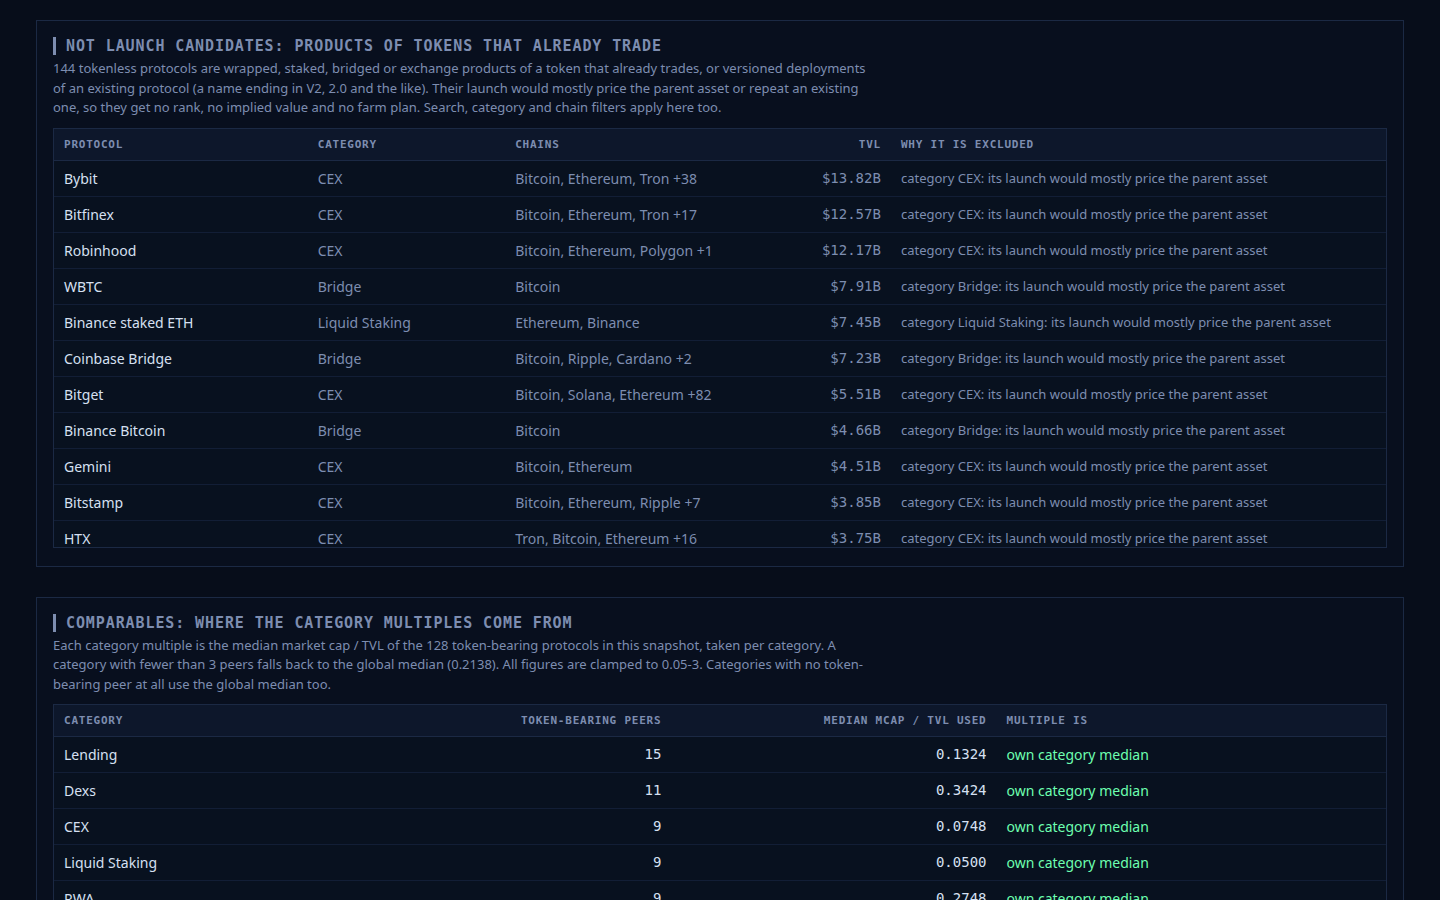 NOT LAUNCH CANDIDATES: PRODUCTS OF TOKENS THAT ALREADY TRADE
144 tokenless protocols are wrapped, staked, bridged or exchange products of a token that already trades, or versioned deployments
of an existing protocol (a name ending in V2, 2.0 and the like). Their launch would mostly price the parent asset or repeat an existing
one, so they get no rank, no implied value and no farm plan. Search, category and chain filters apply here too.
PROTOCOL CATEGORY CHAINS TVL WHY IT IS EXCLUDED
Bybit CEX Bitcoin, Ethereum, Tron +38 $13.82B category CEX: its launch would mostly price the parent asset
Bitfinex CEX Bitcoin, Ethereum, Tron +17 $12.57B category CEX: its launch would mostly price the parent asset
Robinhood CEX Bitcoin, Ethereum, Polygon +1 $12.17B category CEX: its launch would mostly price the parent asset
WBTC Bridge Bitcoin $7.91B category Bridge: its launch would mostly price the parent asset
Binance staked ETH Liquid Staking Ethereum, Binance $7.45B category Liquid Staking: its launch would mostly price the parent asset
Coinbase Bridge Bridge Bitcoin, Ripple, Cardano +2 $7.23B category Bridge: its launch would mostly price the parent asset
Bitget CEX Bitcoin, Solana, Ethereum +82 $5.51B category CEX: its launch would mostly price the parent asset
Binance Bitcoin Bridge Bitcoin $4.66B category Bridge: its launch would mostly price the parent asset
Gemini CEX Bitcoin, Ethereum $4.51B category CEX: its launch would mostly price the parent asset
Bitstamp CEX Bitcoin, Ethereum, Ripple +7 $3.85B category CEX: its launch would mostly price the parent asset
HTX CEX Tron, Bitcoin, Ethereum +16 $3.75B category CEX: its launch would mostly price the parent asset
COMPARABLES: WHERE THE CATEGORY MULTIPLES COME FROM
Each category multiple is the median market cap / TVL of the 128 token-bearing protocols in this snapshot, taken per category. A
category with fewer than 3 peers falls back to the global median (0.2138). All figures are clamped to 0.05-3. Categories with no token-
bearing peer at all use the global median too.
CATEGORY TOKEN-BEARING PEERS MEDIAN MCAP / TVL USED MULTIPLE IS
Lending 15 0.1324 own category median
Dexs 11 0.3424 own category median
CEX 9 0.0748 own category median
Liquid Staking 9 0.0500 own category median
RWA 9 0.2748 own category median